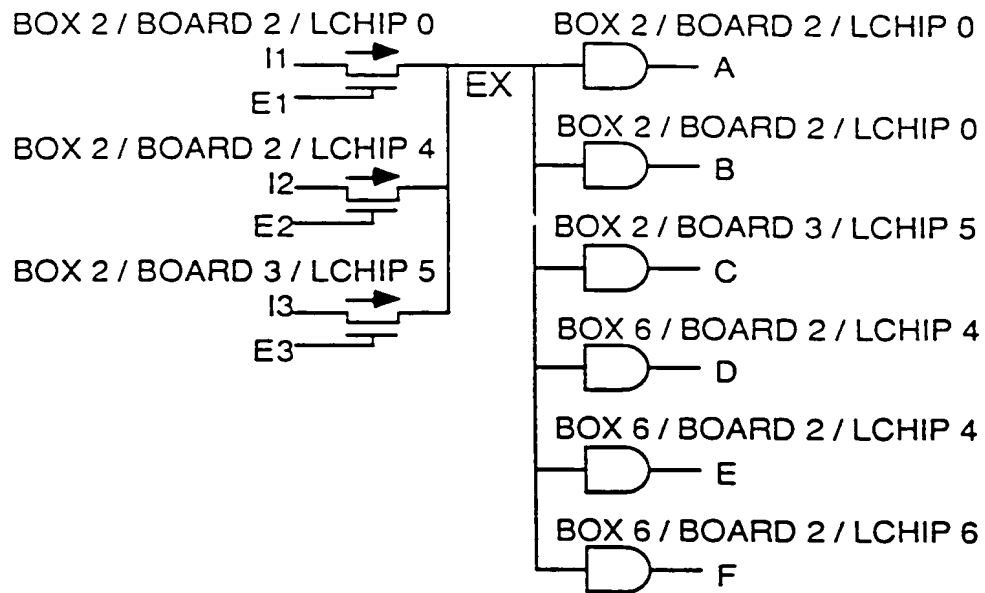 BOX 2 / BOARD 2 / LCHIP 0
I1
E1
BOX 2 / BOARD 2 / LCHIP 4
I2
E2
BOX 2 / BOARD 3 / LCHIP 5
I3
E3
EX
BOX 2 / BOARD 2 / LCHIP 0
A
BOX 2 / BOARD 2 / LCHIP 0
B
BOX 2 / BOARD 3 / LCHIP 5
C
BOX 6 / BOARD 2 / LCHIP 4
D
BOX 6 / BOARD 2 / LCHIP 4
E
BOX 6 / BOARD 2 / LCHIP 6
F